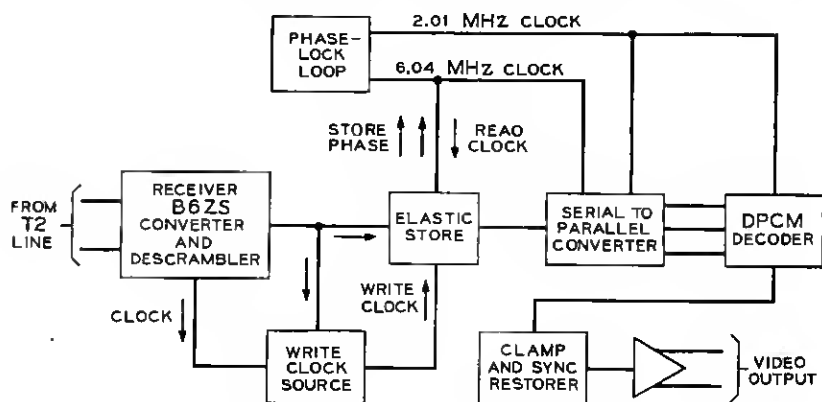 PHASE-
LOCK
LOOP
2.01 MHz CLOCK
6.04 MHz CLOCK
STORE
PHASE
REAO
CLOCK
FROM
T2
LINE
RECEIVER
B6ZS
CONVERTER
AND
DESCRAMBLER
ELASTIC
STORE
SERIAL TO
PARALLEL
CONVERTER
DPCM
DECODER
CLOCK
WRITE
CLOCK
WRITE
CLOCK
SOURCE
CLAMP
AND SYNC
RESTORER
VIDEO
OUTPUT